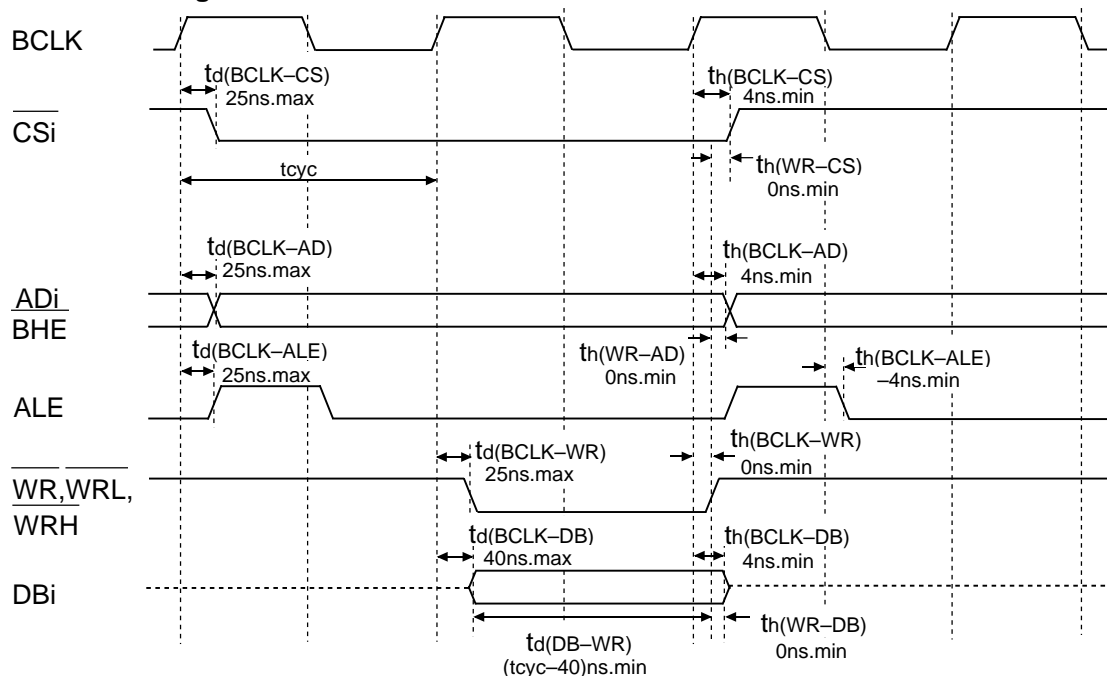 BCLK
td(BCLK–CS)
25ns.max
th(BCLK–CS)
4ns.min
CSi
th(WR–CS)
0ns.min
tcyc
td(BCLK–AD)
25ns.max
th(BCLK–AD)
4ns.min
ADi
BHE
td(BCLK–ALE)
25ns.max
th(WR–AD)
0ns.min
th(BCLK–ALE)
–4ns.min
ALE
td(BCLK–WR)
25ns.max
th(BCLK–WR)
0ns.min
WR,WRL,
WRH
td(BCLK–DB)
40ns.max
th(BCLK–DB)
4ns.min
DBi
td(DB–WR)
(tcyc–40)ns.min
th(WR–DB)
0ns.min